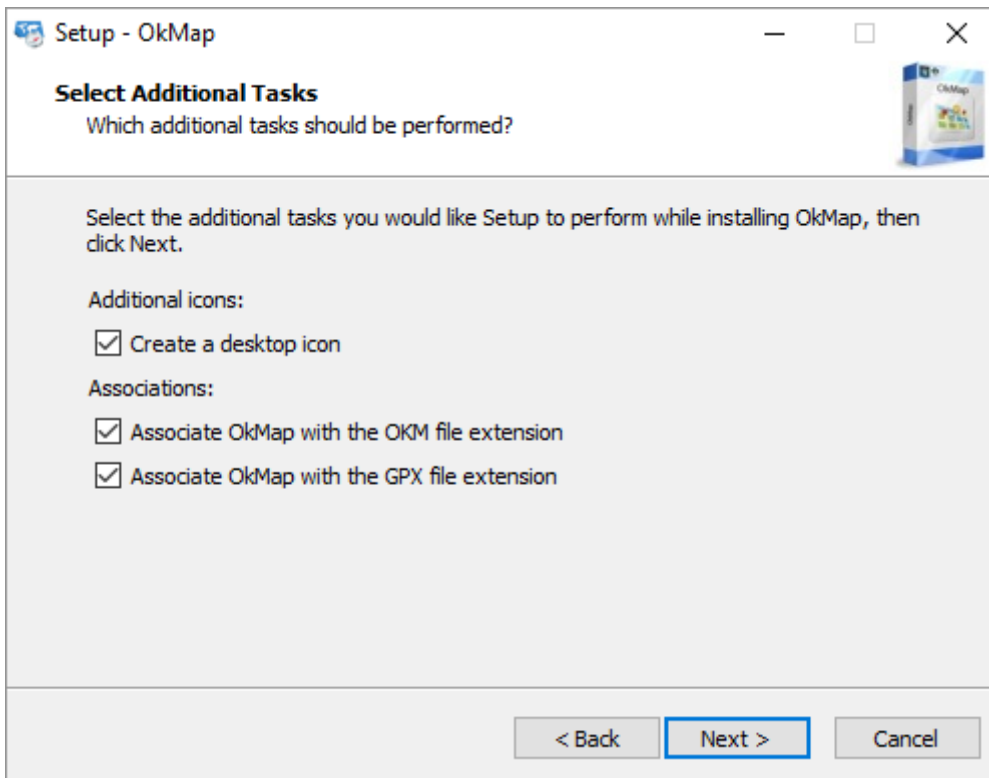 Setup - OkMap
Select Additional Tasks
Which additional tasks should be performed?
OkMap
Select the additional tasks you would like Setup to perform while installing OkMap, then
click Next.
Additional icons:
Create a desktop icon
Associations:
Associate OkMap with the OKM file extension
Associate OkMap with the GPX file extension
< Back
Next >
Cancel